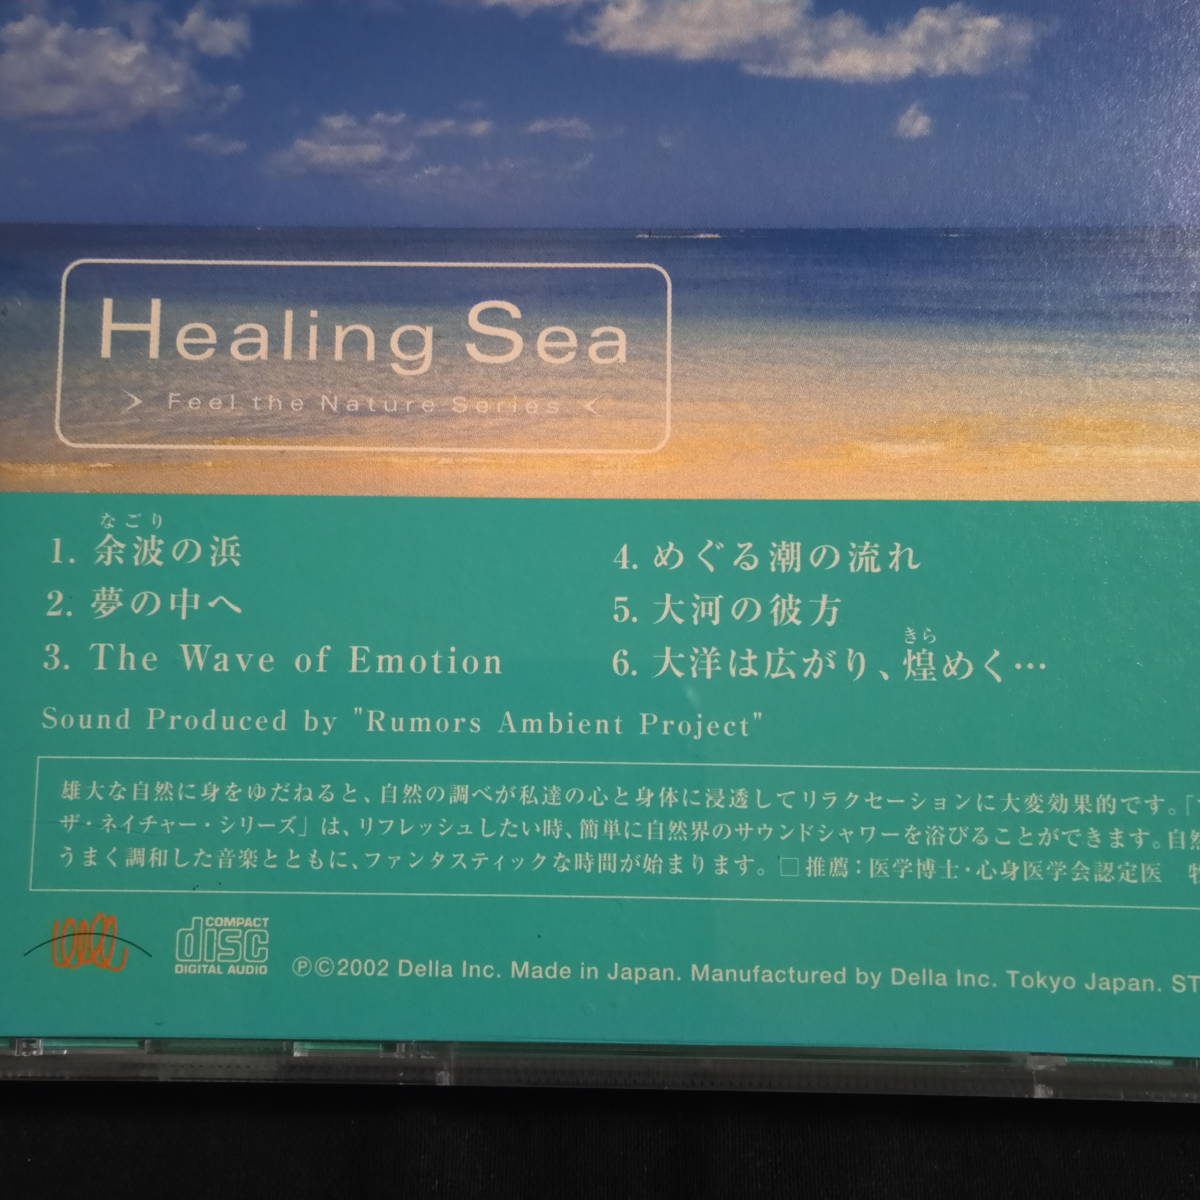 Healing Sea
Feel the Nature Series
なごり
1. 余波の浜
2. 夢の中へ
3. The Wave of Emotion
4. めぐる潮の流れ
5. 大河の彼方
きら
6. 大洋は広がり、煌めく…
Sound Produced by "Rumors Ambient Project"
雄大な自然に身をゆだねると、自然の調べが私達の心と身体に浸透してリラクセーションに大変効果的です。「
ザ・ネイチャー・シリーズ」は、リフレッシュしたい時、簡単に自然界のサウンドシャワーを浴びることができます。自然
うまく調和した音楽とともに、ファンタスティックな時間が始まります。□推薦：医学博士・心身医学会認定医 牧
COMPACT
disc
DIGITAL AUDIO
ⓅⒸ2002 Della Inc. Made in Japan. Manufactured by Della Inc. Tokyo Japan. ST